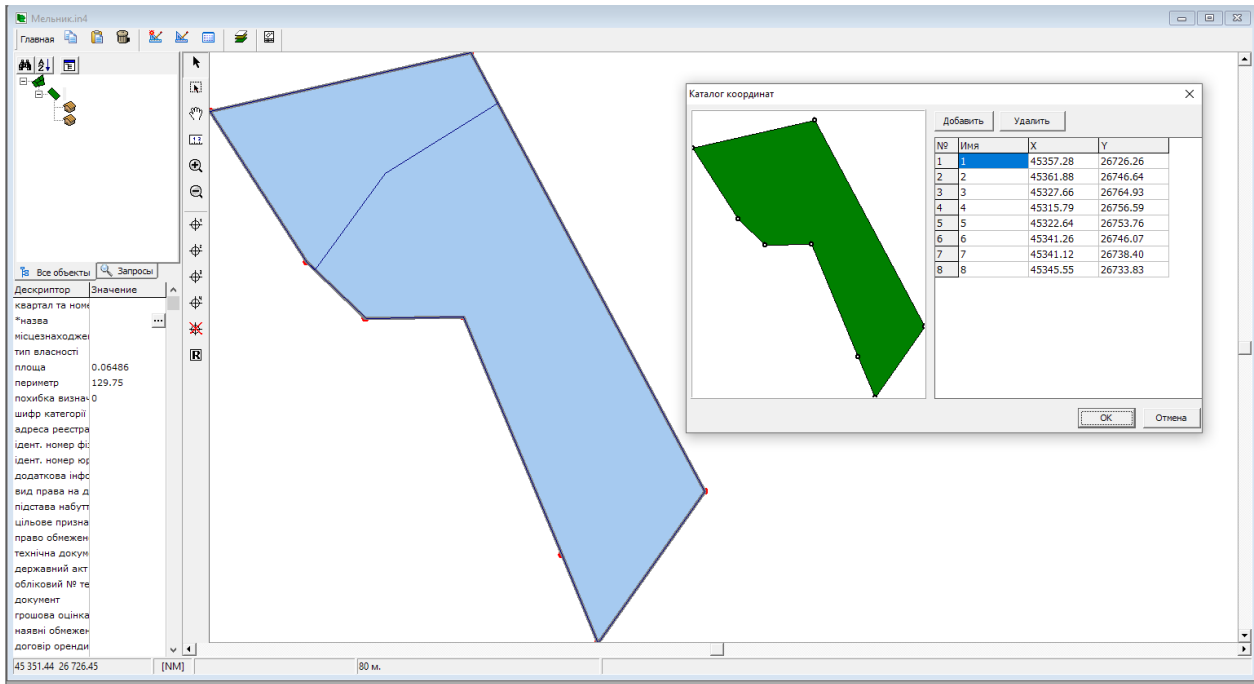 Мельник.in4
Главная
Все объекты Запросы
Дескриптор Значение
квартал та номе
*назва ...
місцезнаходжен
тип власності
площа 0.06486
периметр 129.75
похибка визнач 0
шифр категорії
адреса реєстра
ідент. номер фіз
ідент. номер юр
додаткова інфо
вид права на д
підстава набутт
цільове призна
право обмежен
технічна докум
державний акт
обліковий № те
документ
грошова оцінка
наявні обмежен
договір оренди
1:1
R
Каталог координат
Добавить Удалить
№ Имя X Y
1 1 45357.28 26726.26
2 2 45361.88 26746.64
3 3 45327.66 26764.93
4 4 45315.79 26756.59
5 5 45322.64 26753.76
6 6 45341.26 26746.07
7 7 45341.12 26738.40
8 8 45345.55 26733.83
OK Отмена
45 351.44 26 726.45 [NM] 80 м.